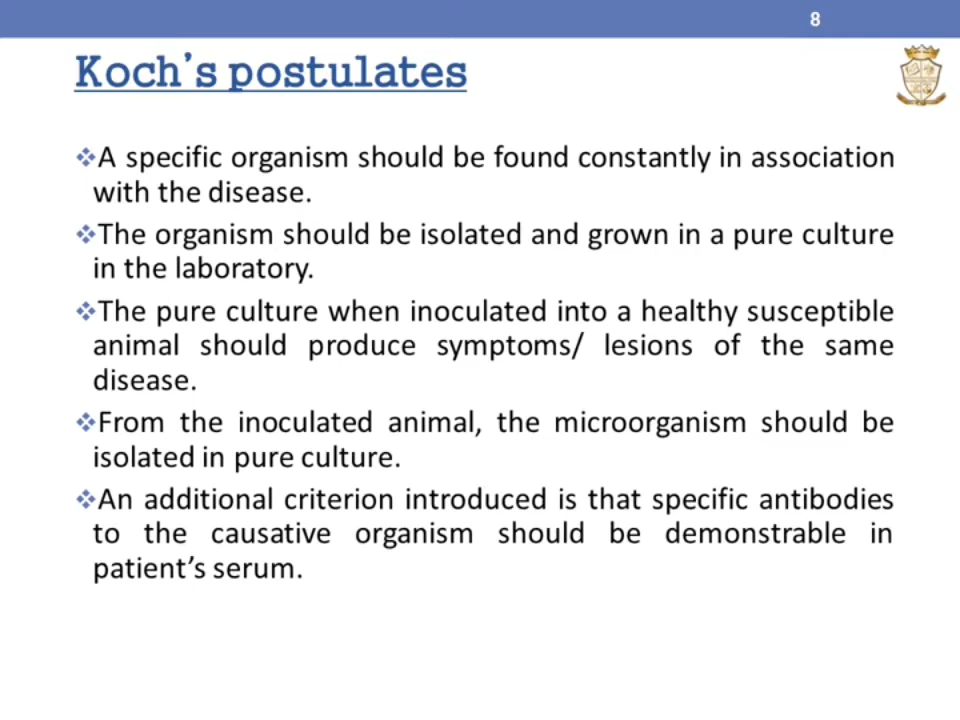 8
Koch’s postulates
❖A specific organism should be found constantly in association
with the disease.
❖The organism should be isolated and grown in a pure culture
in the laboratory.
❖The pure culture when inoculated into a healthy susceptible
animal should produce symptoms/ lesions of the same
disease.
❖From the inoculated animal, the microorganism should be
isolated in pure culture.
❖An additional criterion introduced is that specific antibodies
to the causative organism should be demonstrable in
patient’s serum.